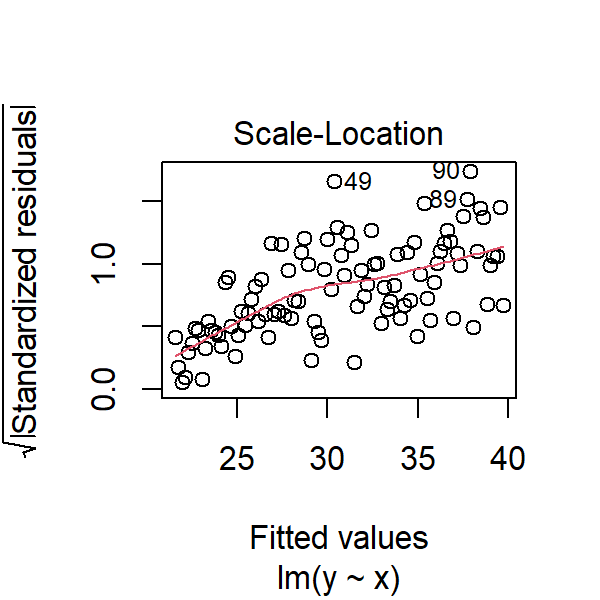 Scale-Location
√|Standardized residuals|
0.0 1.0
49
90
89
25 30 35 40
Fitted values
lm(y ~ x)